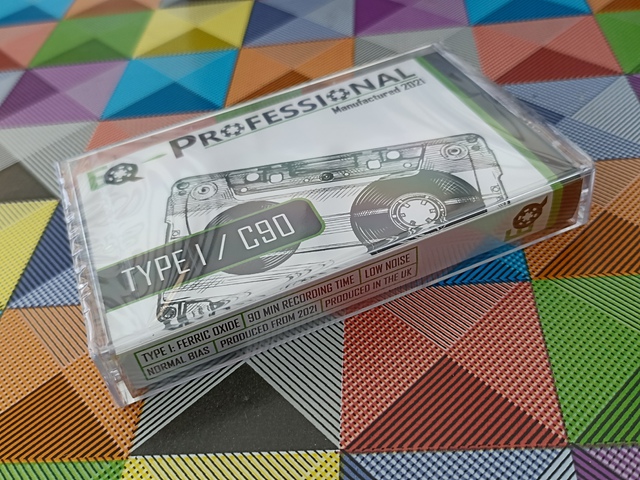 PROFESSIONAL
Manufactured 2021
TYPE I / C90
TYPE I: FERRIC OXIDE 90 MIN RECORDING TIME LOW NOISE
NORMAL BIAS PRODUCED FROM 2021 PRODUCED IN THE UK